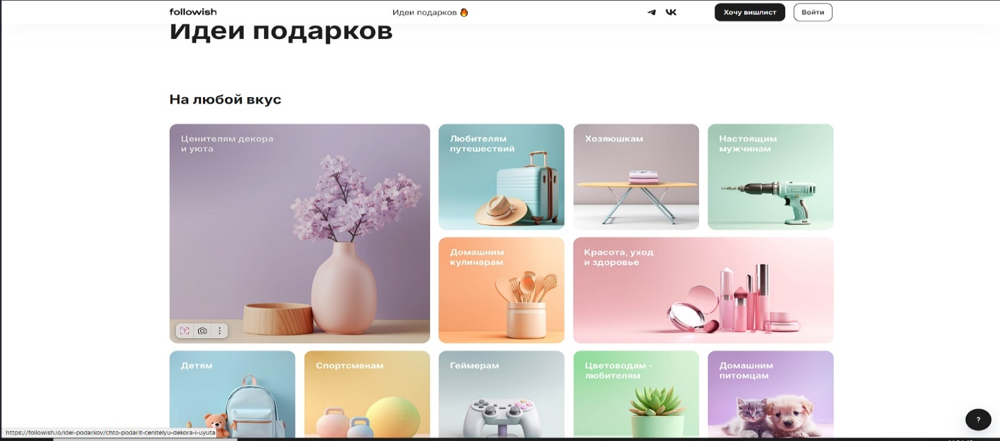 followish
Идеи подарков
Хочу вишлист
Войти
Идеи подарков
На любой вкус
Ценителям декора
и уюта
Любителям
путешествий
Хозяюшкам
Настоящим
мужчинам
Домашним
кулинарам
Красота, уход
и здоровье
Детям
Спортсменам
Геймерам
Цветоводам -
любителям
Домашним
питомцам
?
https://followish.io/idei-podarkov/chto-podarit-cenitelyu-dekora-i-uyuta